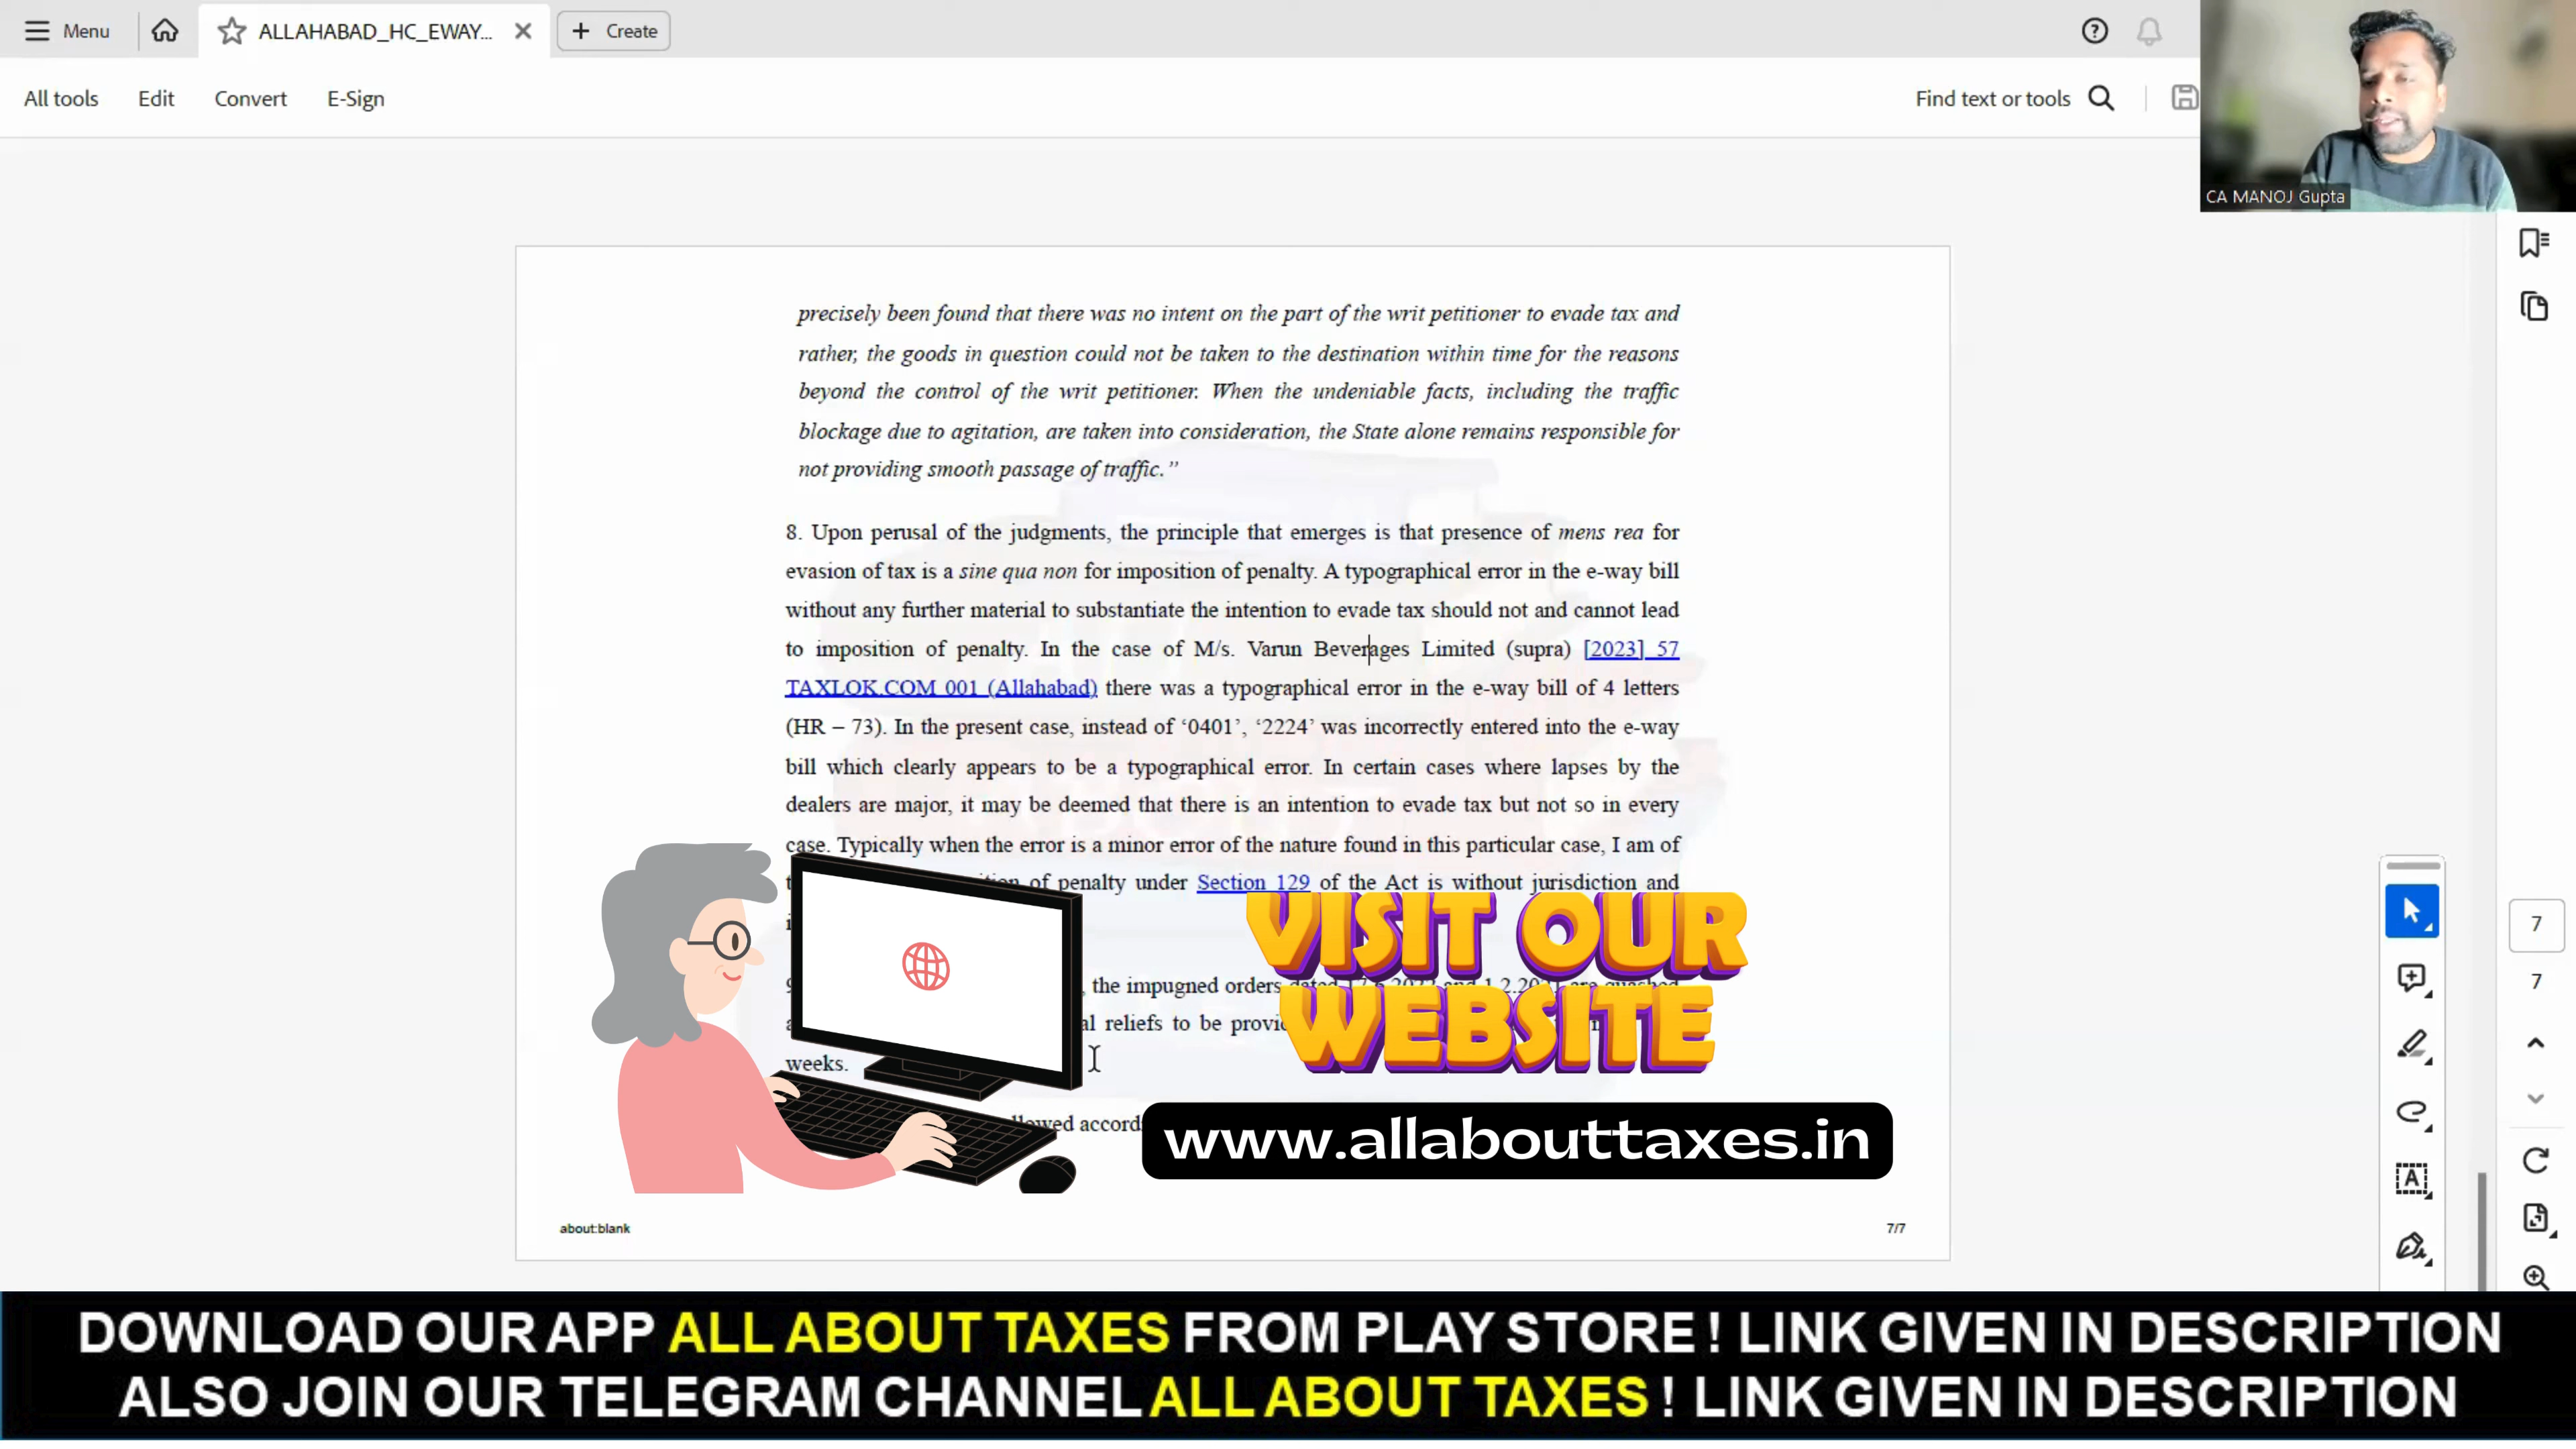 Menu
ALLAHABAD_HC_EWAY...
Create
All tools
Edit
Convert
E-Sign
Find text or tools
CA MANOJ Gupta
precisely been found that there was no intent on the part of the writ petitioner to evade tax and
rather, the goods in question could not be taken to the destination within time for the reasons
beyond the control of the writ petitioner. When the undeniable facts, including the traffic
blockage due to agitation, are taken into consideration, the State alone remains responsible for
not providing smooth passage of traffic.”
8. Upon perusal of the judgments, the principle that emerges is that presence of mens rea for
evasion of tax is a sine qua non for imposition of penalty. A typographical error in the e-way bill
without any further material to substantiate the intention to evade tax should not and cannot lead
to imposition of penalty. In the case of M/s. Varun Beverages Limited (supra) [2023] 57
TAXLOK.COM 001 (Allahabad) there was a typographical error in the e-way bill of 4 letters
(HR – 73). In the present case, instead of ‘0401’, ‘2224’ was incorrectly entered into the e-way
bill which clearly appears to be a typographical error. In certain cases where lapses by the
dealers are major, it may be deemed that there is an intention to evade tax but not so in every
case. Typically when the error is a minor error of the nature found in this particular case, I am of
of penalty under Section 129 of the Act is without jurisdiction and
the impugned orders
reliefs to be
weeks.
VISIT OUR
WEBSITE
www.allabouttaxes.in
about:blank
7/7
7
7
DOWNLOAD OUR APP ALL ABOUT TAXES FROM PLAY STORE ! LINK GIVEN IN DESCRIPTION
ALSO JOIN OUR TELEGRAM CHANNEL ALL ABOUT TAXES ! LINK GIVEN IN DESCRIPTION